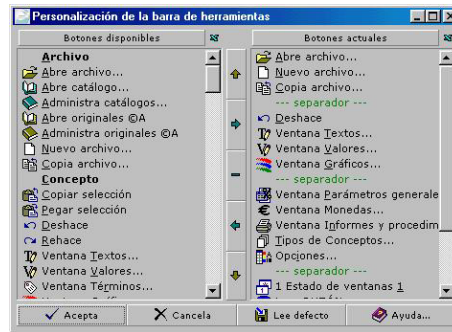 Personalización de la barra de herramientas
Botones disponibles
Archivo
Abre archivo...
Abre catálogo...
Administra catálogos...
Abre originales ©A
Administra originales ©A
Nuevo archivo...
Copia archivo...
Concepto
Copiar selección
Pegar selección
Deshace
Rehace
Ventana Textos...
Ventana Valores...
Ventana Términos...
Botones actuales
Abre archivo...
Nuevo archivo...
Copia archivo...
--- separador ---
Deshace
Ventana Textos...
Ventana Valores...
Ventana Gráficos...
--- separador ---
Ventana Parámetros generale
Ventana Monedas...
Ventana Informes y procedim
Tipos de Conceptos...
Opciones...
--- separador ---
1 Estado de ventanas 1
Acepta
Cancela
Lee defecto
Ayuda...